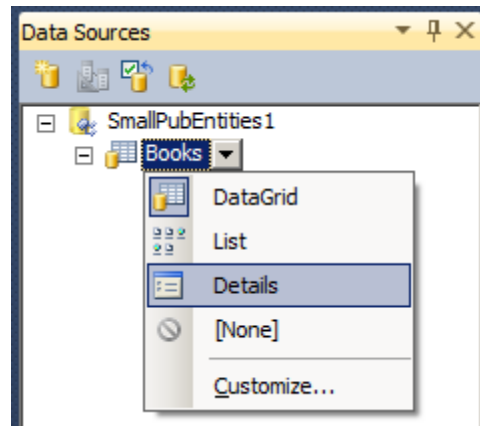 Data Sources
SmallPubEntities1
Books
DataGrid
List
Details
[None]
Customize...